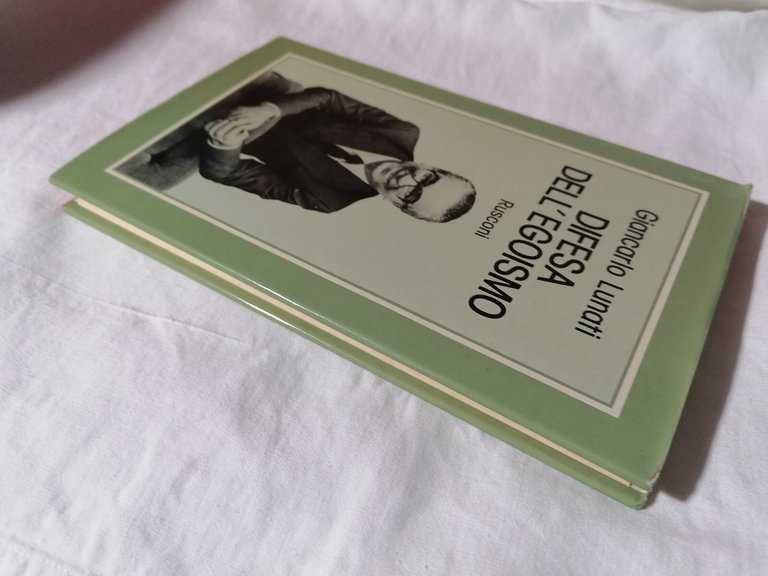 Giancarlo Lunati
DIFESA
DELL'EGOISMO
Rusconi